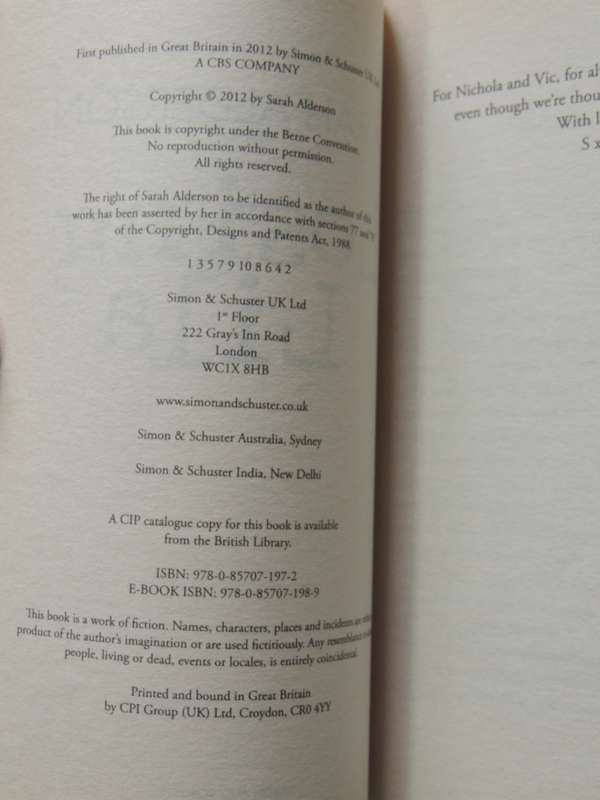 First published in Great Britain in 2012 by Simon & Schuster UK
A CBS COMPANY
Copyright © 2012 by Sarah Alderson
This book is copyright under the Berne Convention.
No reproduction without permission.
All rights reserved.
The right of Sarah Alderson to be identified as the author of this
work has been asserted by her in accordance with sections 77 and
of the Copyright, Designs and Patents Act, 1988.
1 3 5 7 9 10 8 6 4 2
Simon & Schuster UK Ltd
1st Floor
222 Gray's Inn Road
London
WC1X 8HB
www.simonandschuster.co.uk
Simon & Schuster Australia, Sydney
Simon & Schuster India, New Delhi
A CIP catalogue copy for this book is available
from the British Library.
ISBN: 978-0-85707-197-2
E-BOOK ISBN: 978-0-85707-198-9
This book is a work of fiction. Names, characters, places and incidents are
product of the author's imagination or are used fictitiously. Any resemblance
people, living or dead, events or locales, is entirely coincidental.
Printed and bound in Great Britain
by CPI Group (UK) Ltd, Croydon, CR0 4YY
For Nichola and Vic, for al
even though we're thou
With l
S x